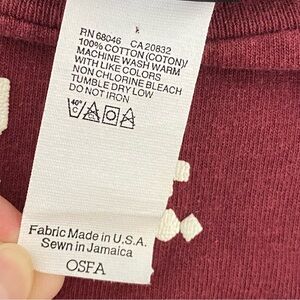 RN 68046 CA 20832
100% COTTON (COTON)/
MACHINE WASH WARM
WITH LIKE COLORS
NON CHLORINE BLEACH
TUMBLE DRY LOW
DO NOT IRON
40°
C
Fabric Made in U.S.A.
Sewn in Jamaica
OSFA